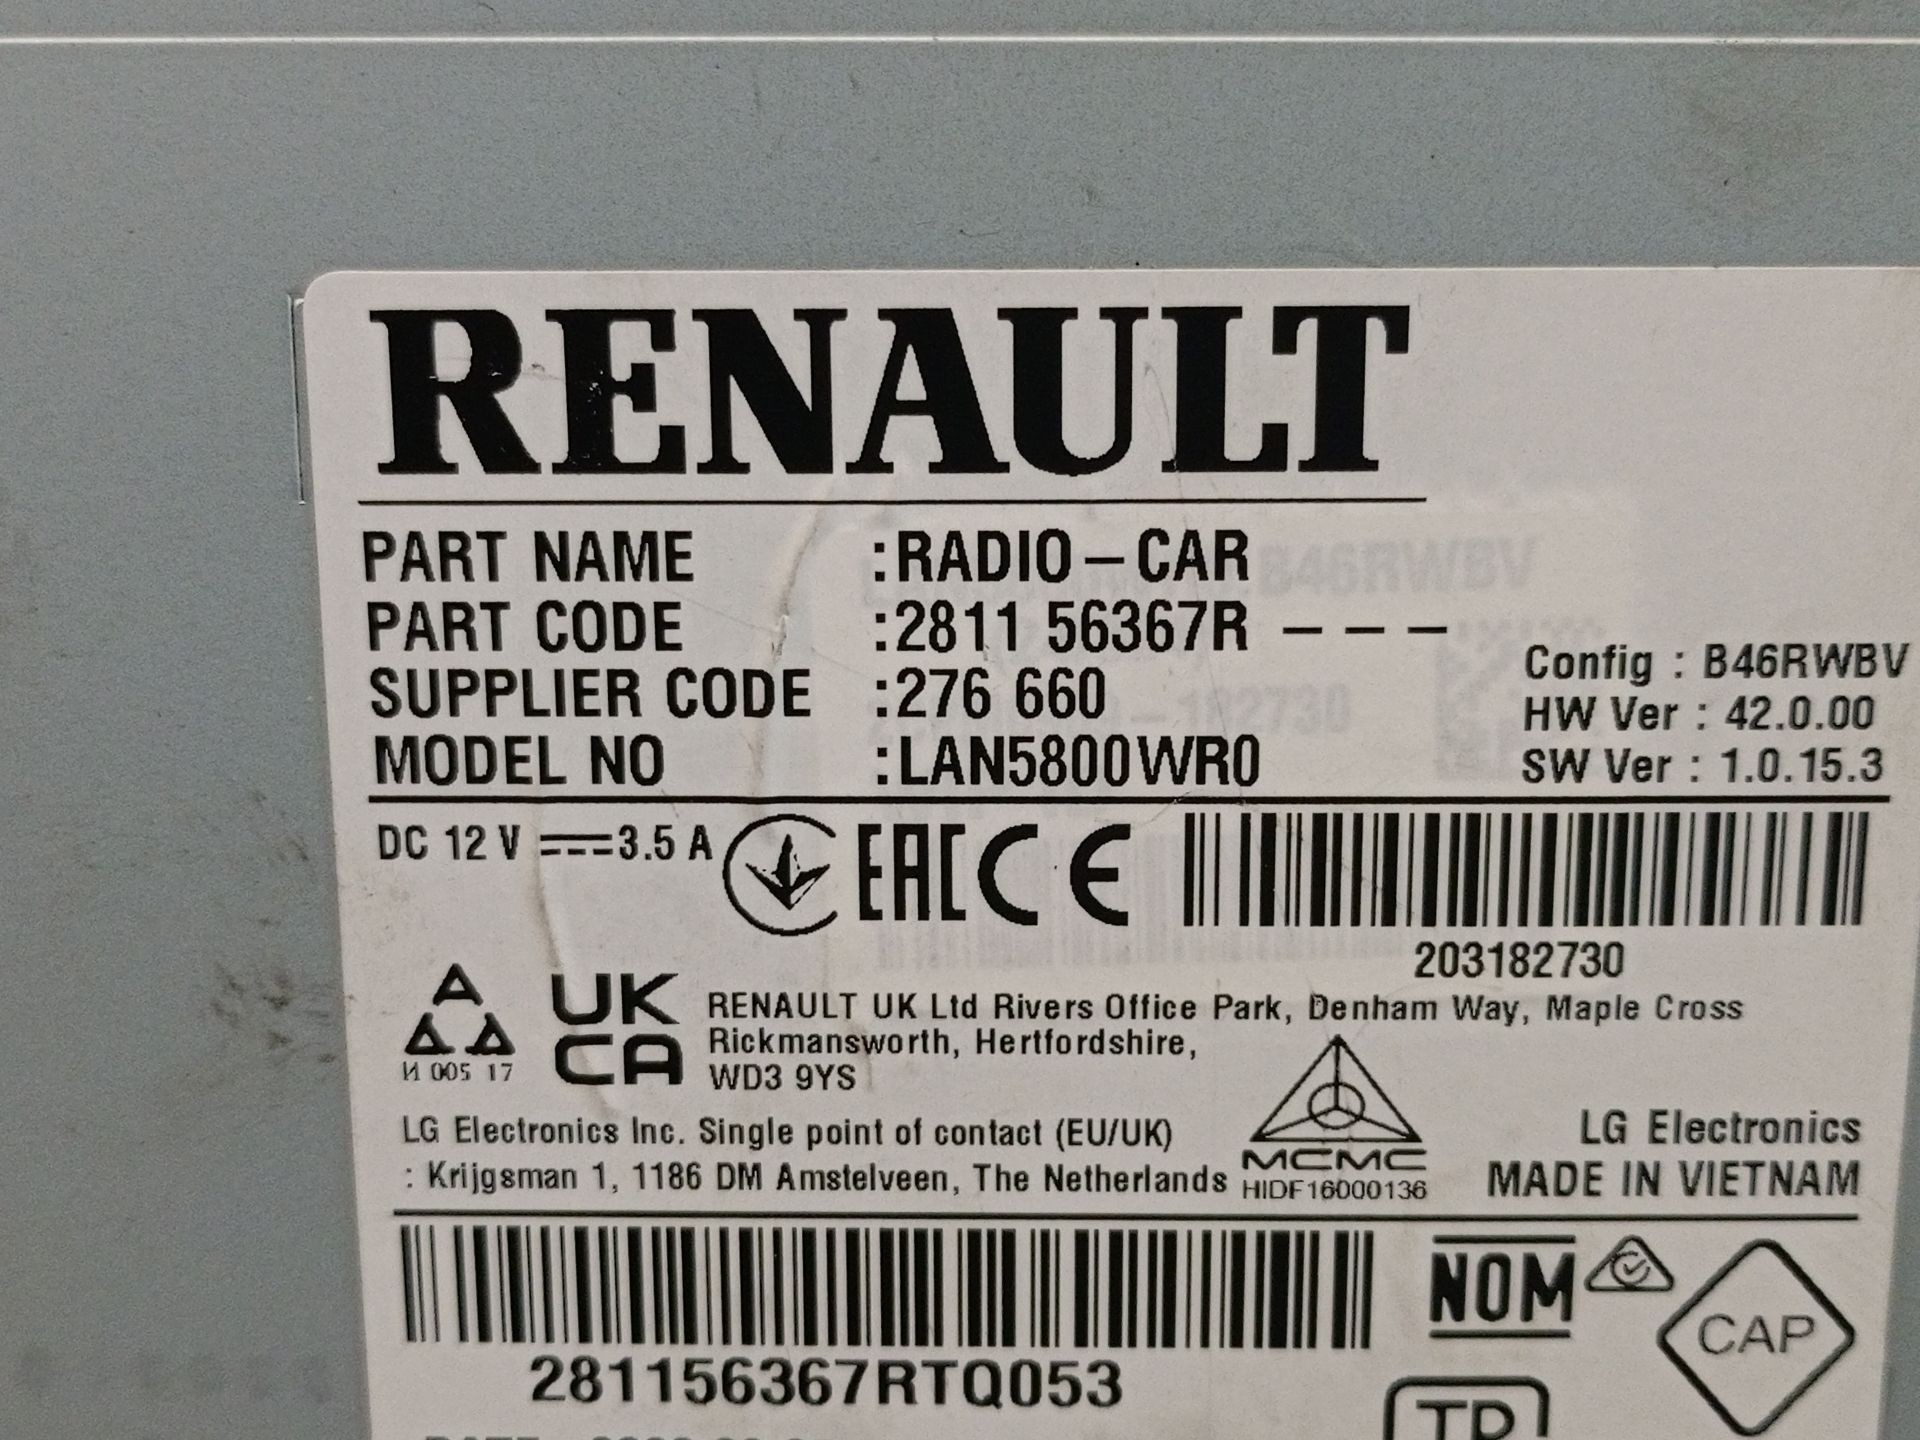 RENAULT
PART NAME :RADIO–CAR
PART CODE :2811 56367R – – –
SUPPLIER CODE :276 660
MODEL NO :LAN5800WR0
Config : B46RWBV
HW Ver : 42.0.00
SW Ver : 1.0.15.3
DC 12 V 3.5 A
EAC CE
203182730
И 005 17
UK
CA
RENAULT UK Ltd Rivers Office Park, Denham Way, Maple Cross
Rickmansworth, Hertfordshire,
WD3 9YS
LG Electronics Inc. Single point of contact (EU/UK)
: Krijgsman 1, 1186 DM Amstelveen, The Netherlands
MCMC
HIDF16000136
LG Electronics
MADE IN VIETNAM
281156367RTQ053
NOM
CAP